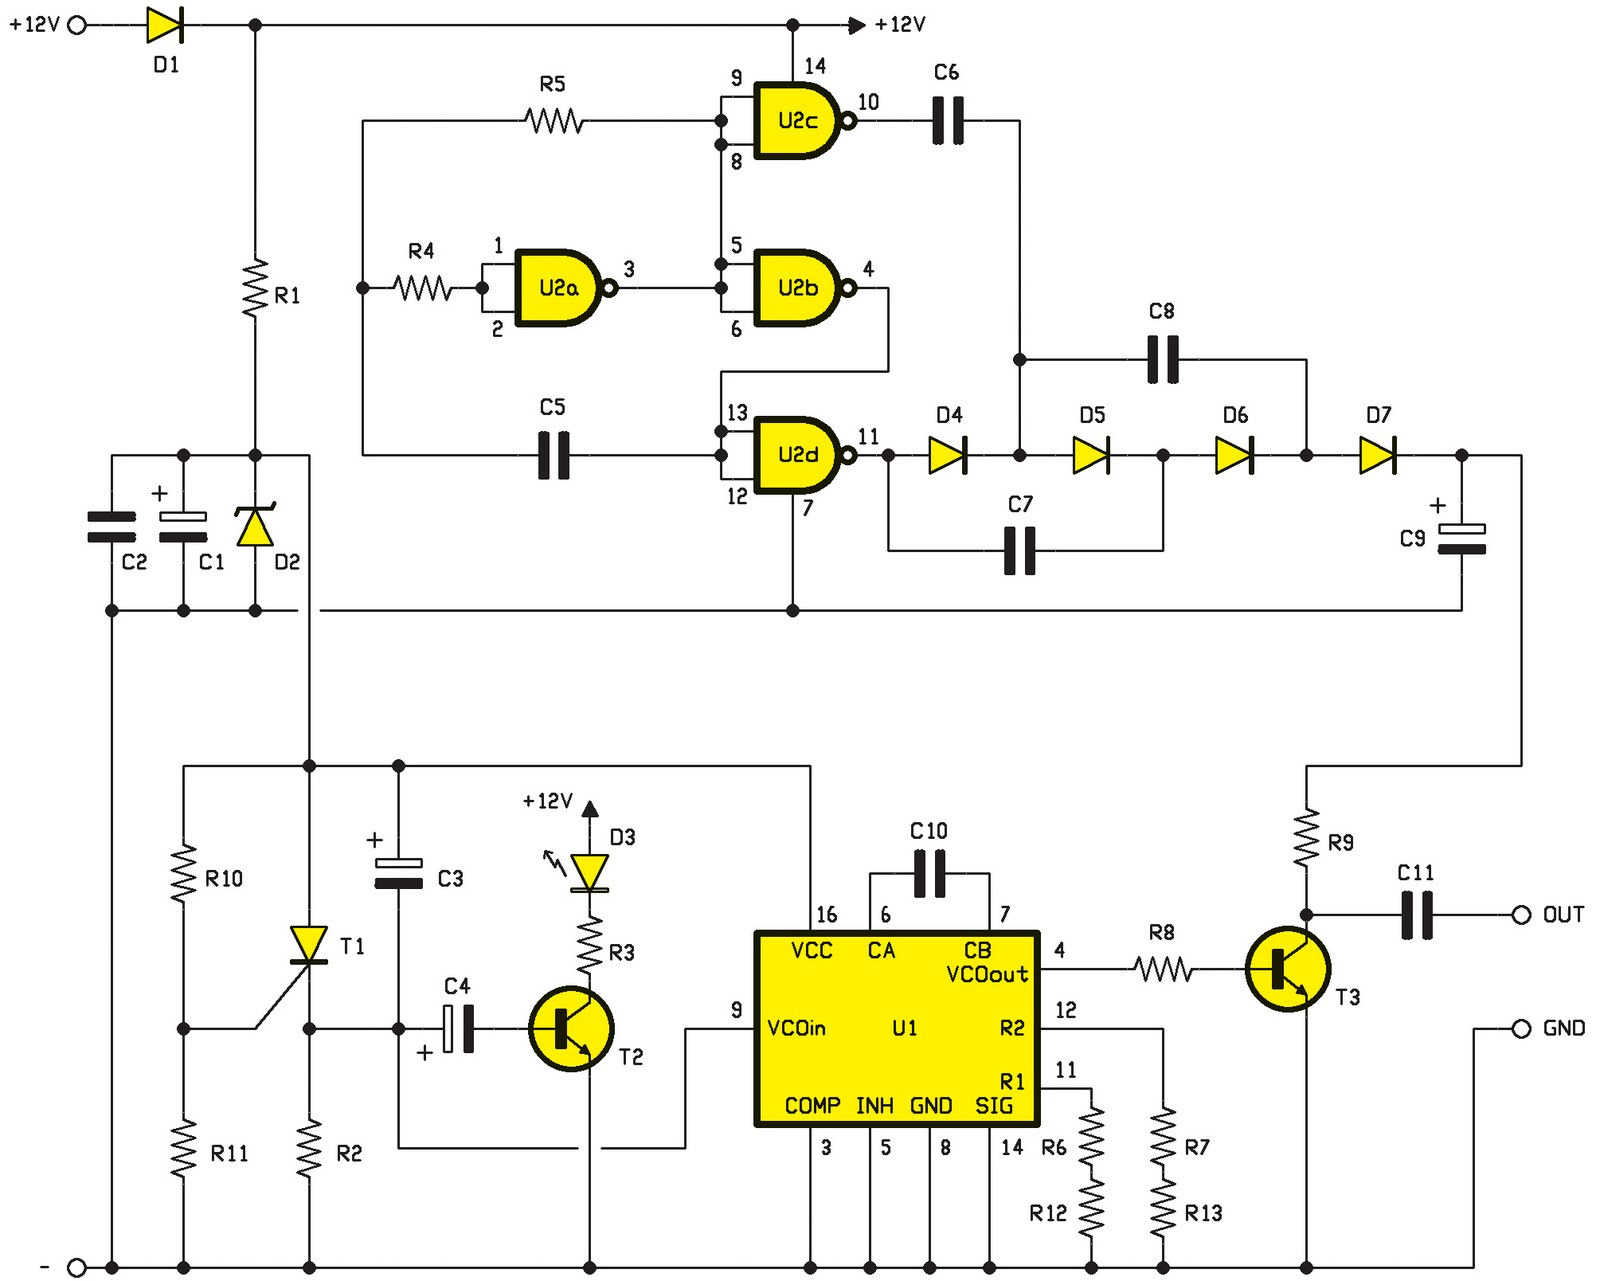 +12V
D1
+12V
14
R5
9
U2c
8
10
C6
R4
1
U2a
2
3
5
U2b
6
4
R1
C8
C5
13
U2d
12
11
7
D4
D5
D6
D7
C7
+
C9
+
C2
C1
D2
+12V
D3
+
C3
R10
R3
T1
C4
+
T2
C10
R9
C11
OUT
16
6
7
VCC
CA
CB
VCOout
4
R8
T3
9
VCOin
U1
R2
12
GND
R1
11
COMP
INH
GND
SIG
R11
R2
3
5
8
14
R6
R7
R12
R13
-